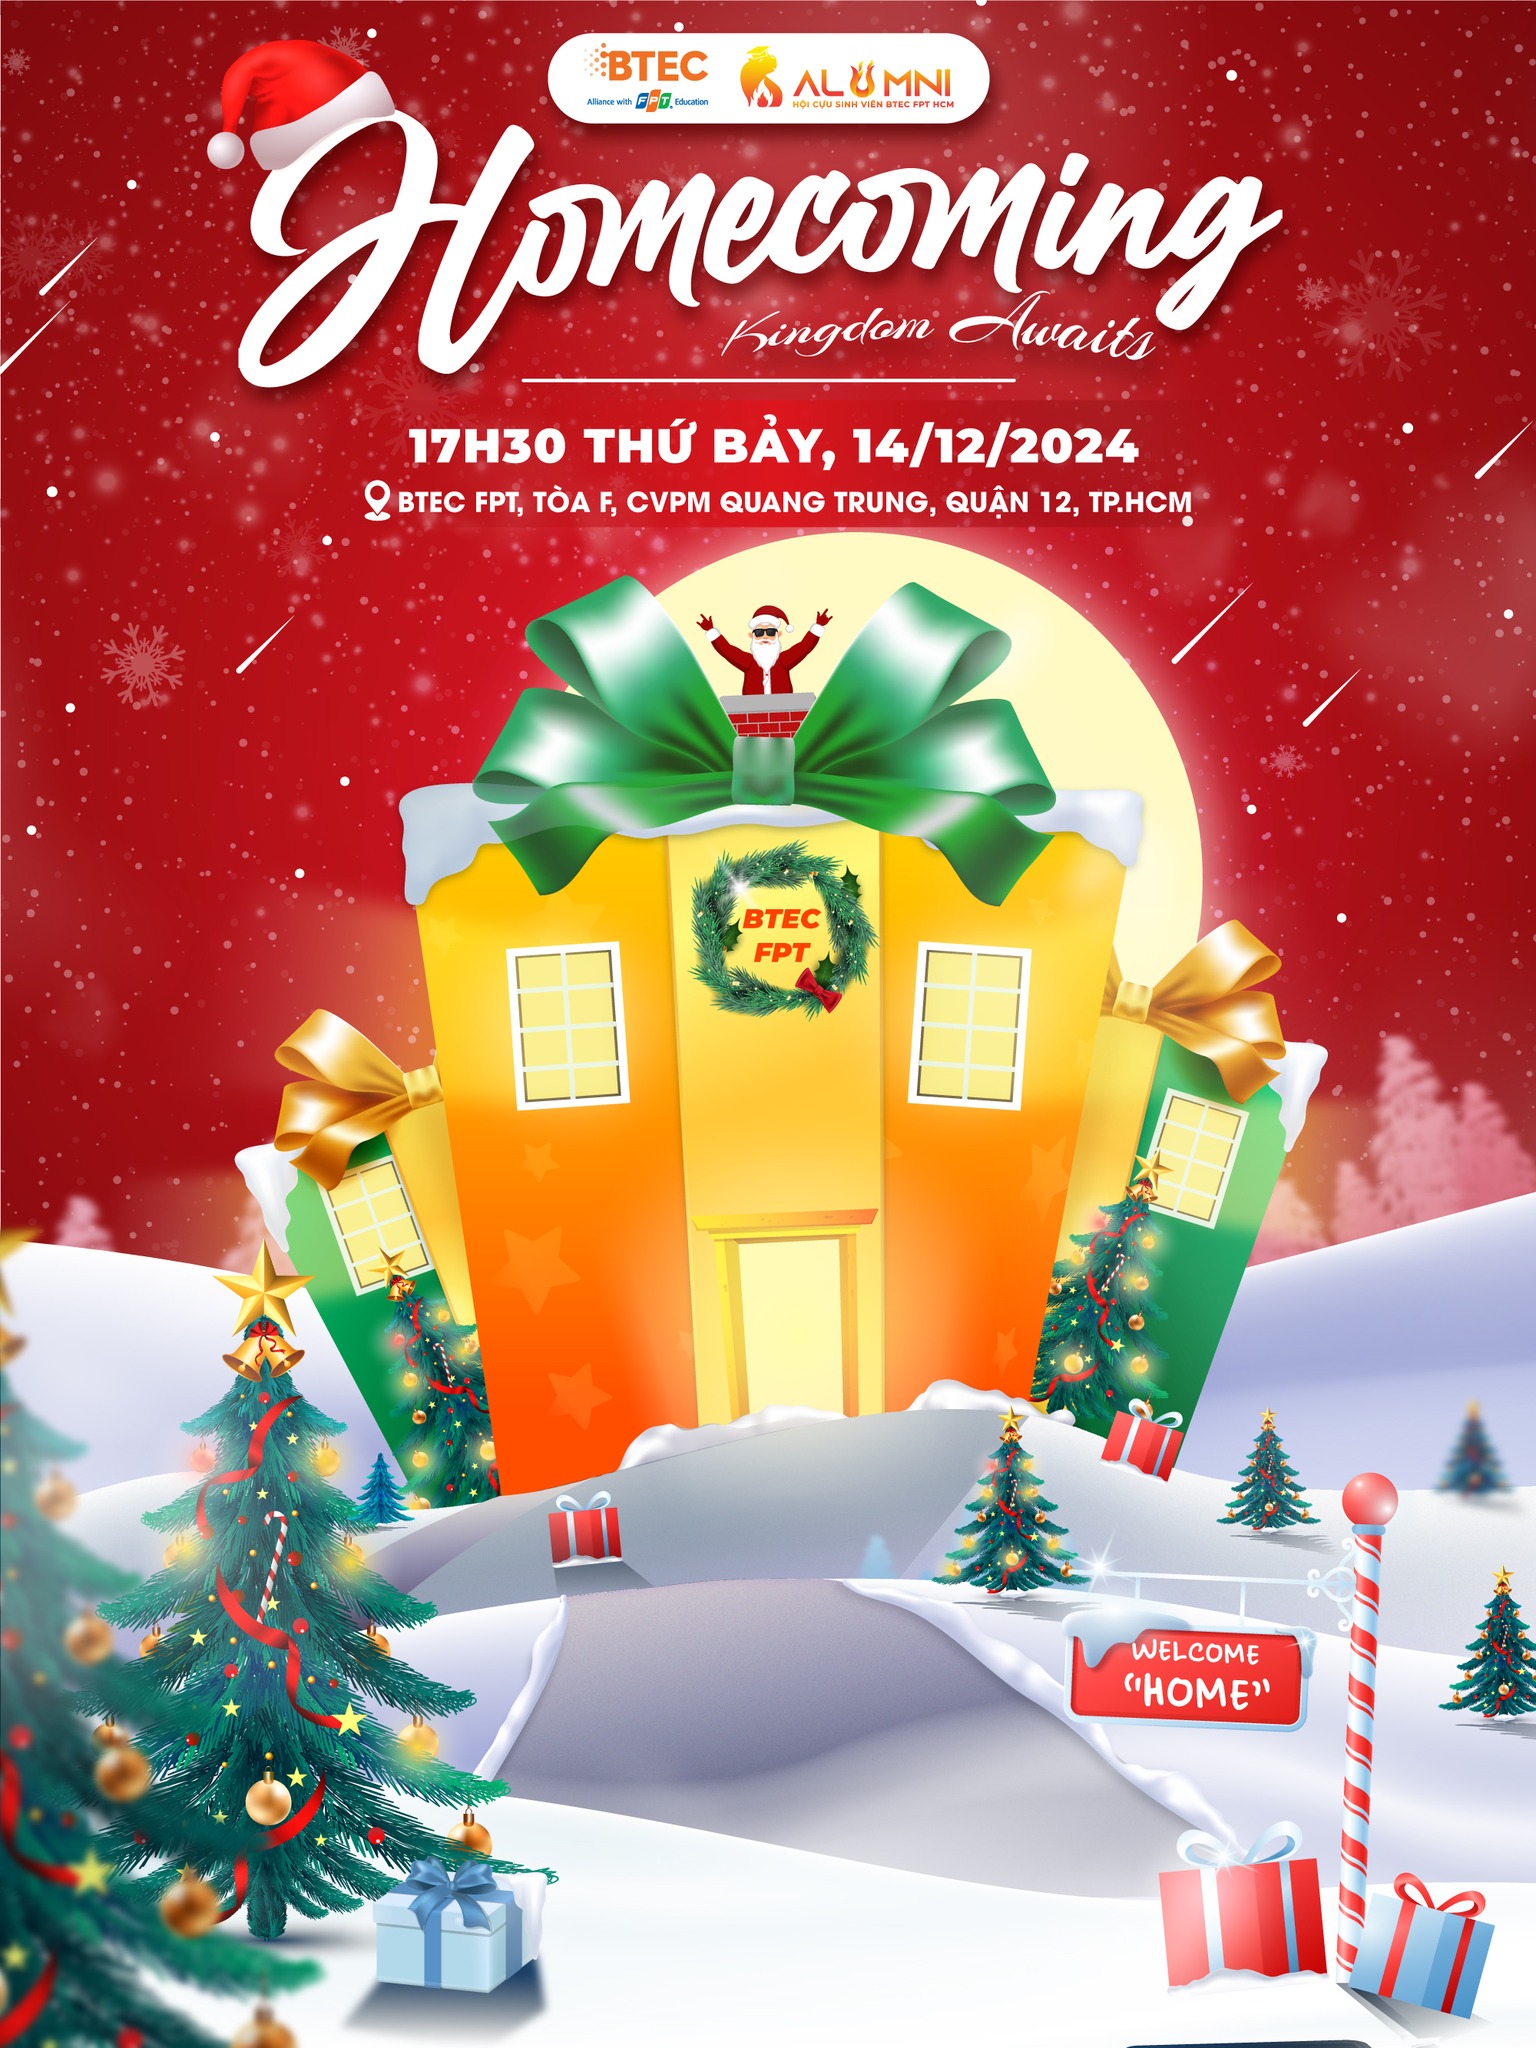 BTEC
Alliance with FPT Education
ALUMNI
HỘI CỰU SINH VIÊN BTEC FPT HCM
Homecoming
Kingdom Awaits
17H30 THỨ BẢY, 14/12/2024
BTEC FPT, TÒA F, CVPM QUANG TRUNG, QUẬN 12, TP.HCM
BTEC
FPT
WELCOME
“HOME”